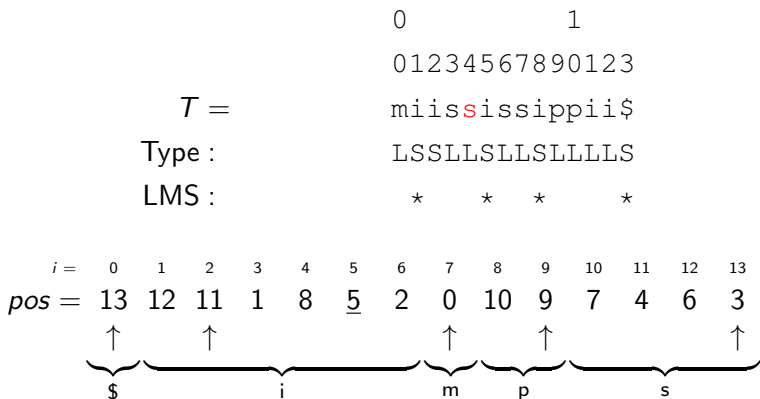 0 1
01234567890123
T = miissississippii$
Type : LSSLLSLLSLLLLS
LMS : * * * *
i = 0 1 2 3 4 5 6 7 8 9 10 11 12 13
pos = 13 12 11 1 8 5 2 0 10 9 7 4 6 3
↑ ↑ ↑ ↑ ↑
$ i m p s